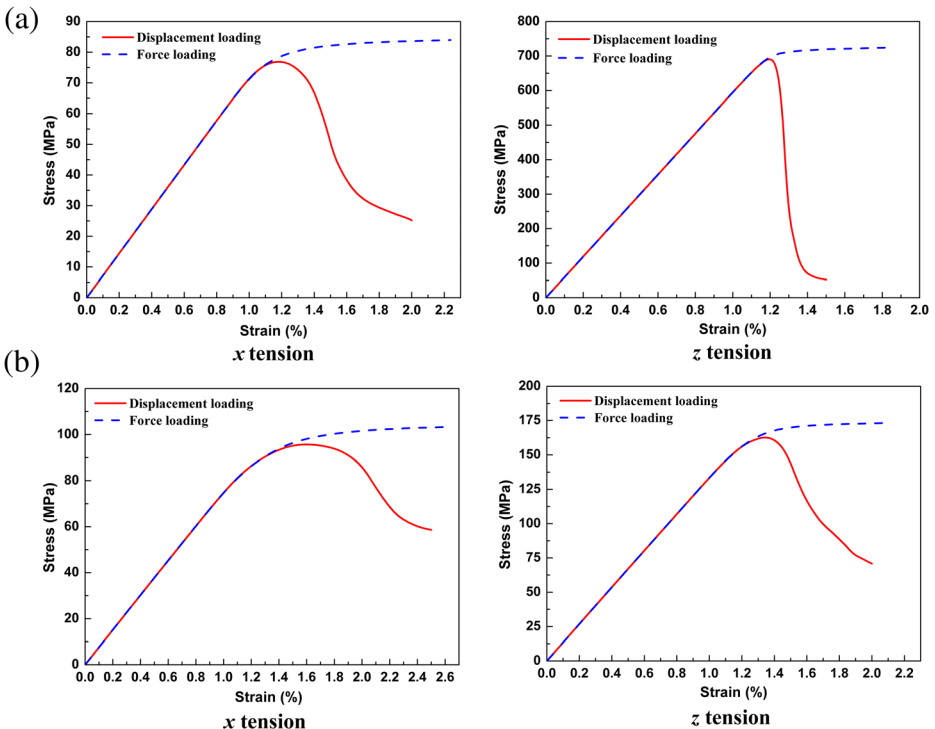 (a)
Displacement loading
Force loading
Stress (MPa)
90
80
70
60
50
40
30
20
10
0
0.0 0.2 0.4 0.6 0.8 1.0 1.2 1.4 1.6 1.8 2.0 2.2
Strain (%)
x tension
Displacement loading
Force loading
Stress (MPa)
800
700
600
500
400
300
200
100
0
0.0 0.2 0.4 0.6 0.8 1.0 1.2 1.4 1.6 1.8 2.0
Strain (%)
z tension
(b)
Displacement loading
Force loading
Stress (MPa)
120
100
80
60
40
20
0
0.0 0.2 0.4 0.6 0.8 1.0 1.2 1.4 1.6 1.8 2.0 2.2 2.4 2.6
Strain (%)
x tension
Displacement loading
Force loading
Stress (MPa)
200
175
150
125
100
75
50
25
0
0.0 0.2 0.4 0.6 0.8 1.0 1.2 1.4 1.6 1.8 2.0 2.2
Strain (%)
z tension